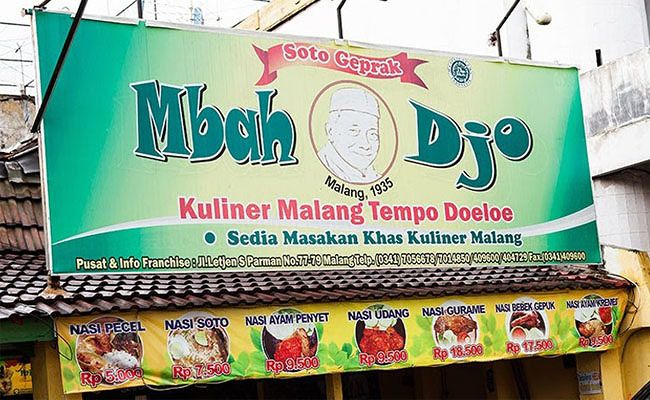 Soto Geprak
Mbah Djo
Malang, 1935
Kuliner Malang Tempo Doeloe
• Sedia Masakan Khas Kuliner Malang
Pusat & Info Franchise : Jl.Letjen S Parman No.77-79 Malang Telp. (0341) 7056678/ 7014850 /409600/ 404729 Fax.(0341)409600
NASI PECEL
Rp 5.000
NASI SOTO
Rp 7.500
NASI AYAM PENYET
Rp 9.500
NASI UDANG
Rp 9.500
NASI GURAME
Rp 18.500
NASI BEBEK GEPUK
Rp 17.500
NASI AYAM KREMES
Rp 9.500